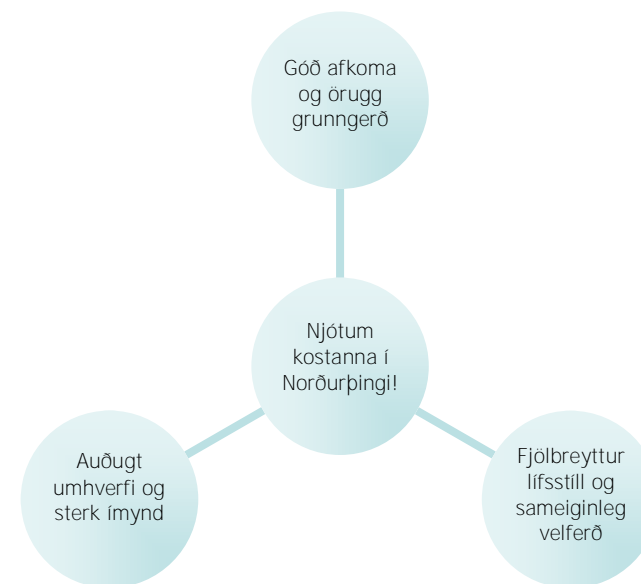 Góð afkoma
og örugg
grunngerð
Njótum
kostanna í
Norðurþingi!
Auðugt
umhverfi og
sterk ímynd
Fjölbreyttur
lífsstíll og
sameiginleg
velferð